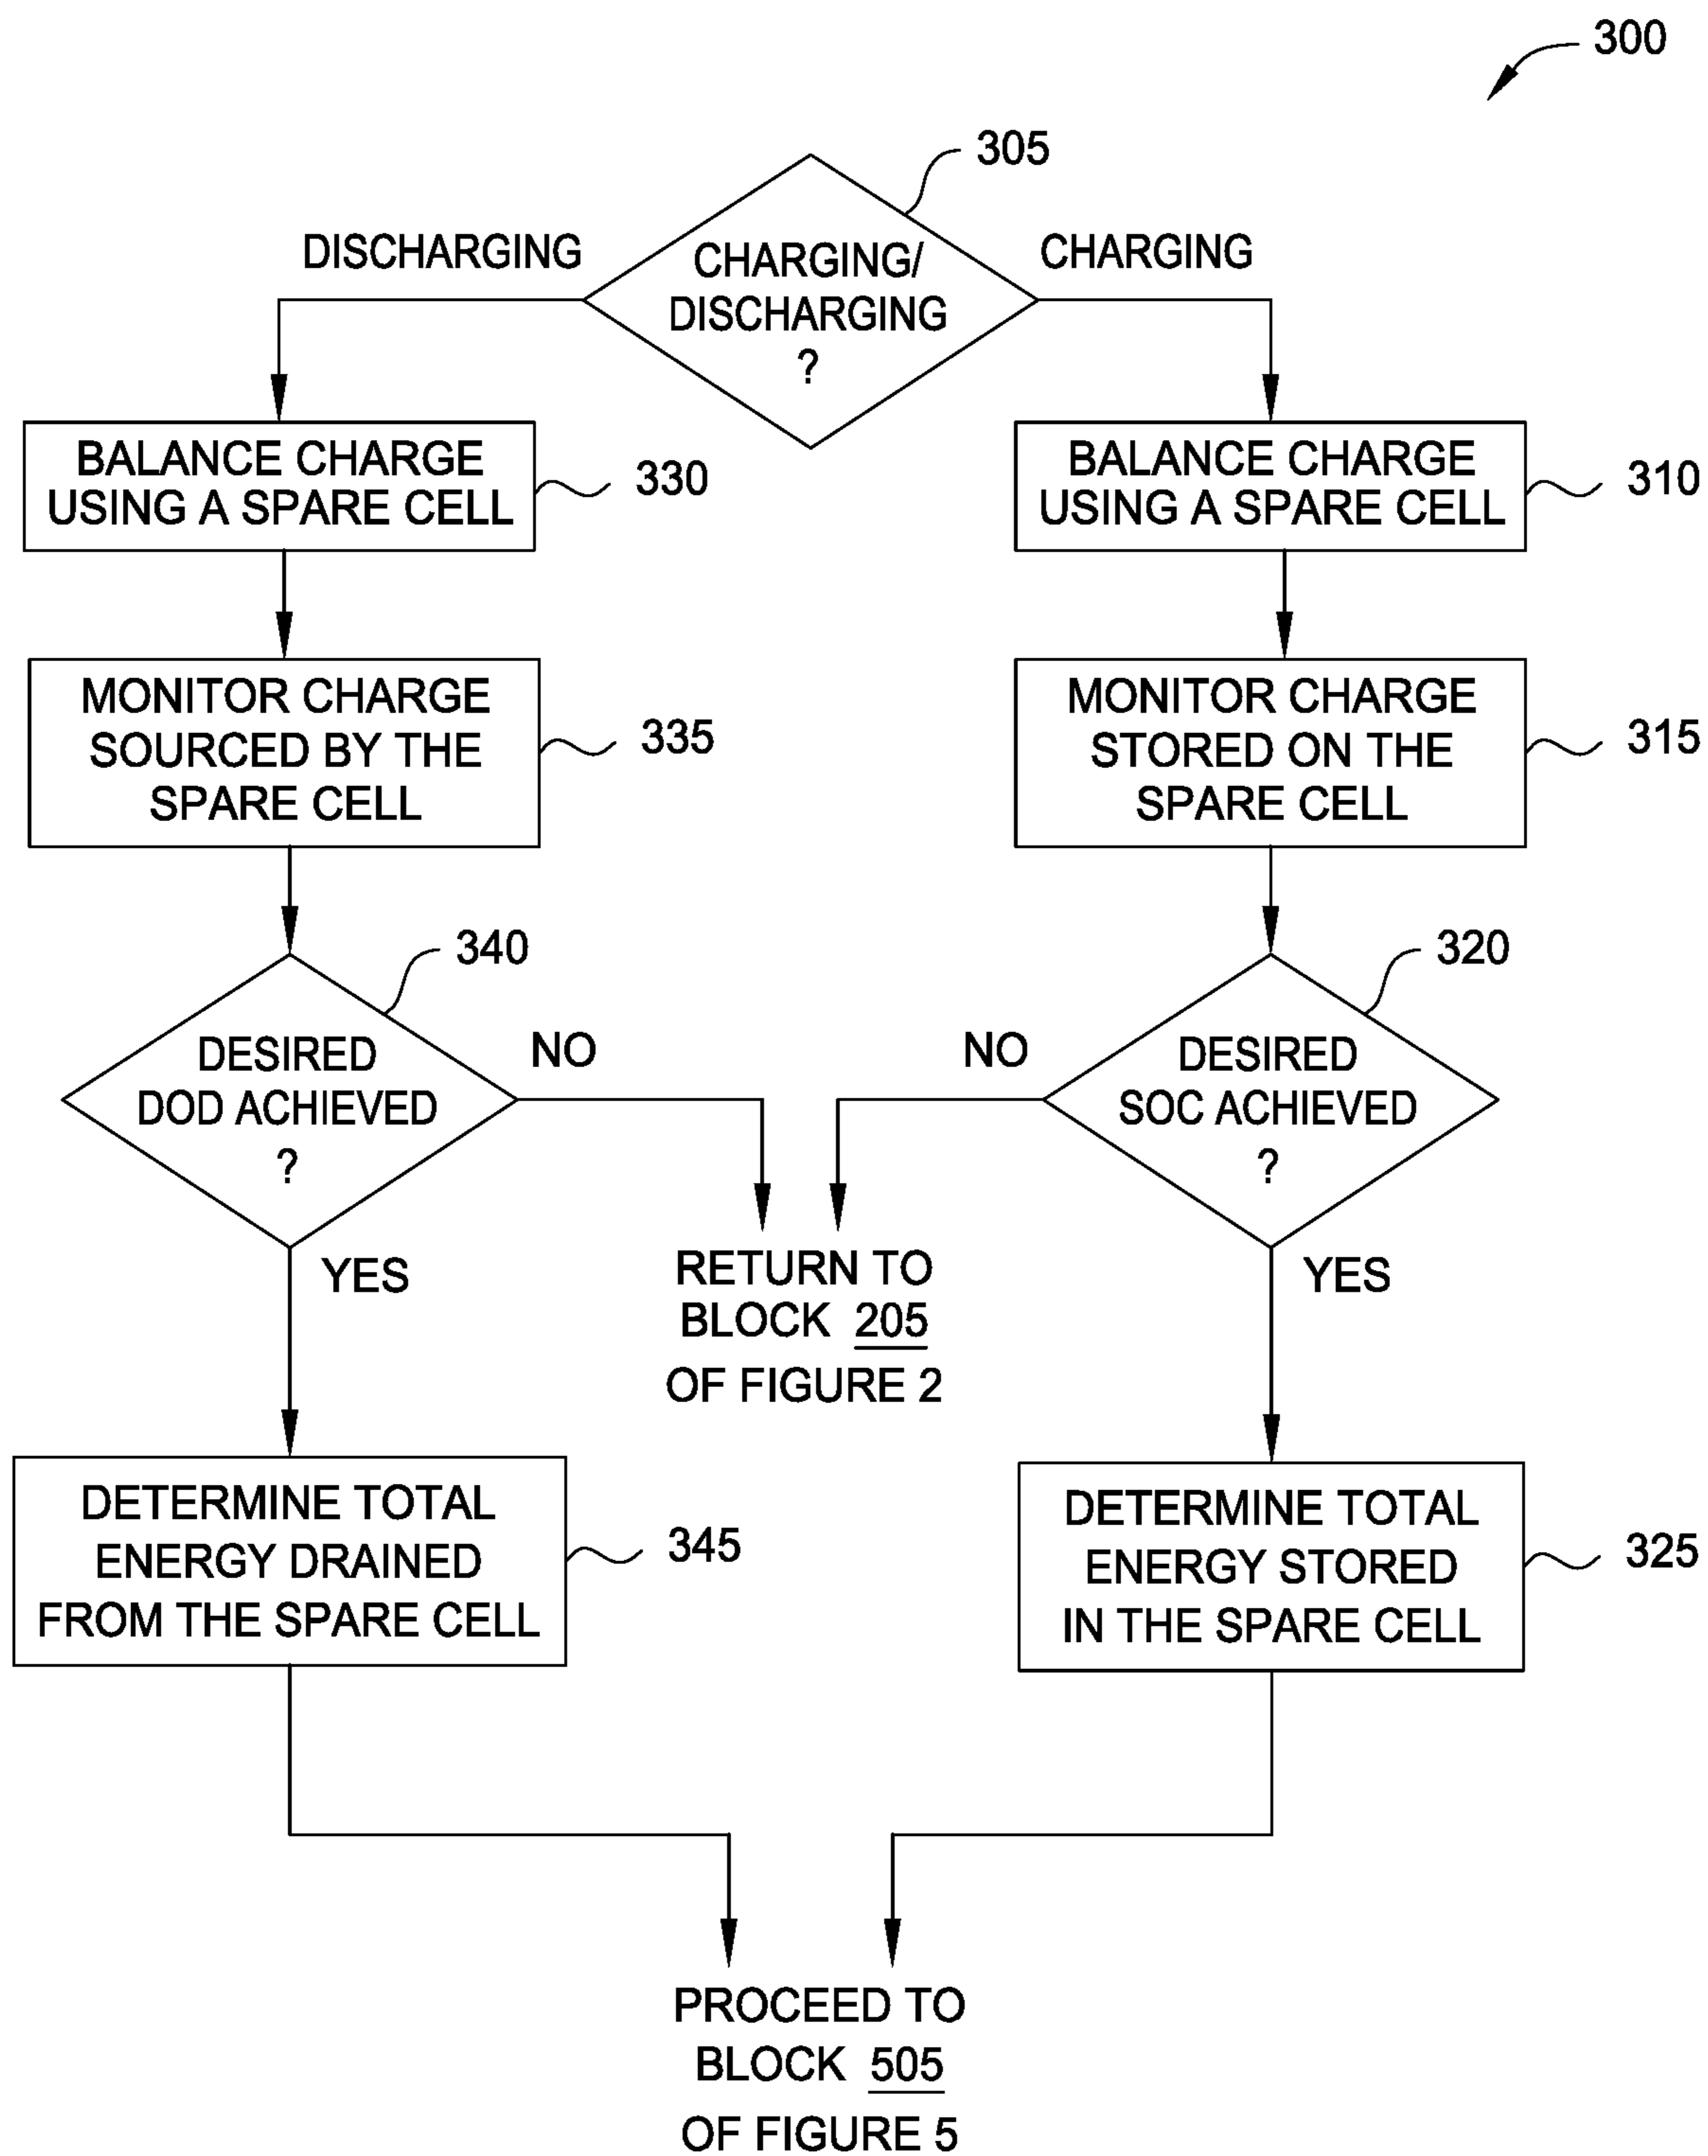 300
305
DISCHARGING
CHARGING/
DISCHARGING
?
CHARGING
BALANCE CHARGE
USING A SPARE CELL
330
BALANCE CHARGE
USING A SPARE CELL
310
MONITOR CHARGE
SOURCED BY THE
SPARE CELL
335
MONITOR CHARGE
STORED ON THE
SPARE CELL
315
340
DESIRED
DOD ACHIEVED
?
NO
YES
320
NO
DESIRED
SOC ACHIEVED
?
YES
RETURN TO
BLOCK 205
OF FIGURE 2
DETERMINE TOTAL
ENERGY DRAINED
FROM THE SPARE CELL
345
DETERMINE TOTAL
ENERGY STORED
IN THE SPARE CELL
325
PROCEED TO
BLOCK 505
OF FIGURE 5